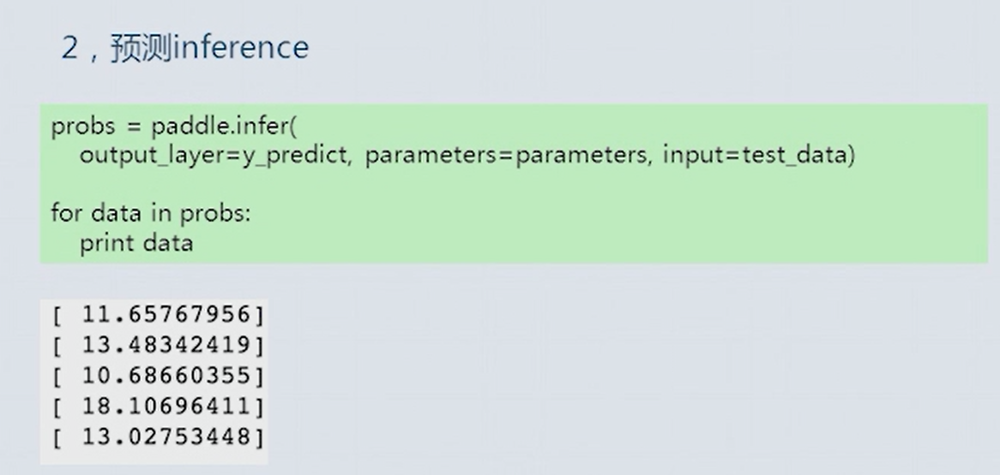 2，预测inference
probs = paddle.infer(
    output_layer=y_predict, parameters=parameters, input=test_data)
for data in probs:
    print data
[ 11.65767956]
[ 13.48342419]
[ 10.68660355]
[ 18.10696411]
[ 13.02753448]